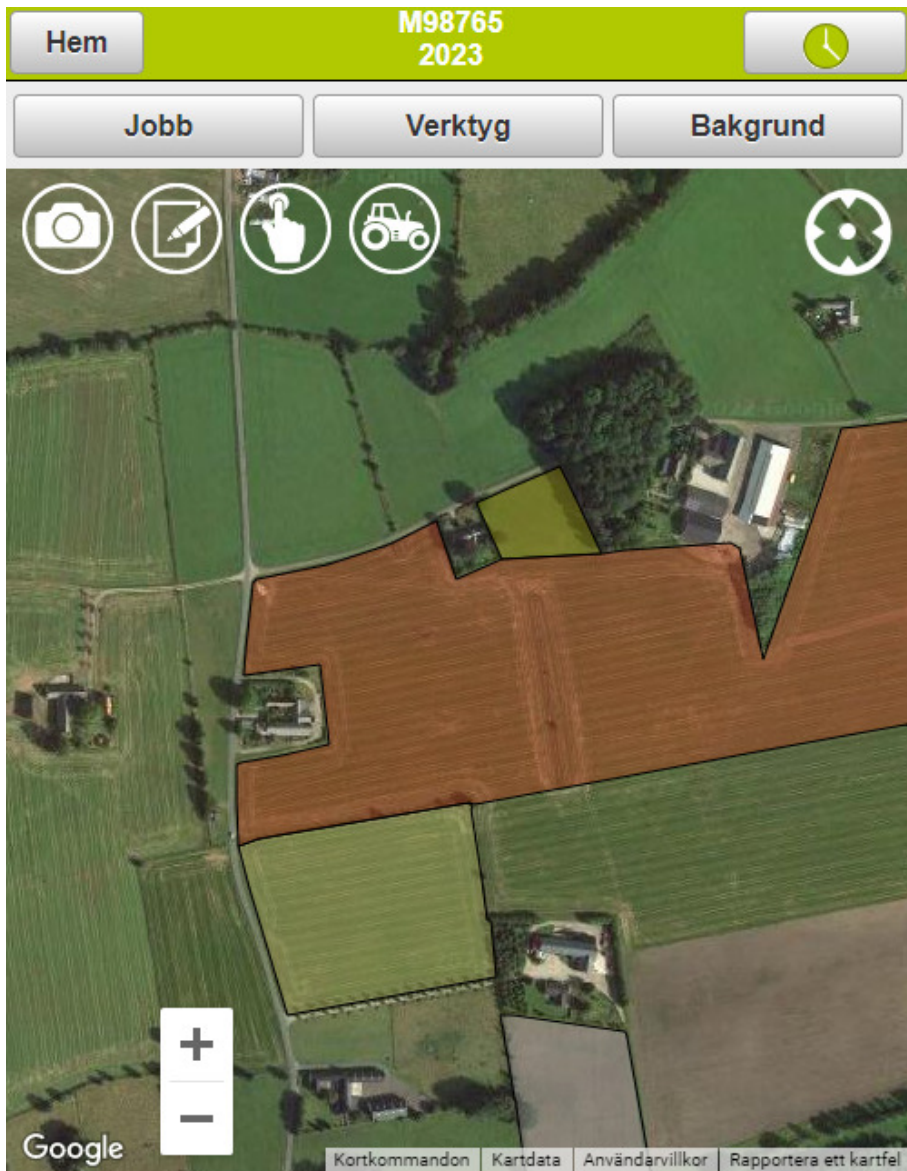 Hem
M98765
2023
Jobb
Verktyg
Bakgrund
+
−
Google
Kortkommandon
Kartdata
Användarvillkor
Rapportera ett kartfel